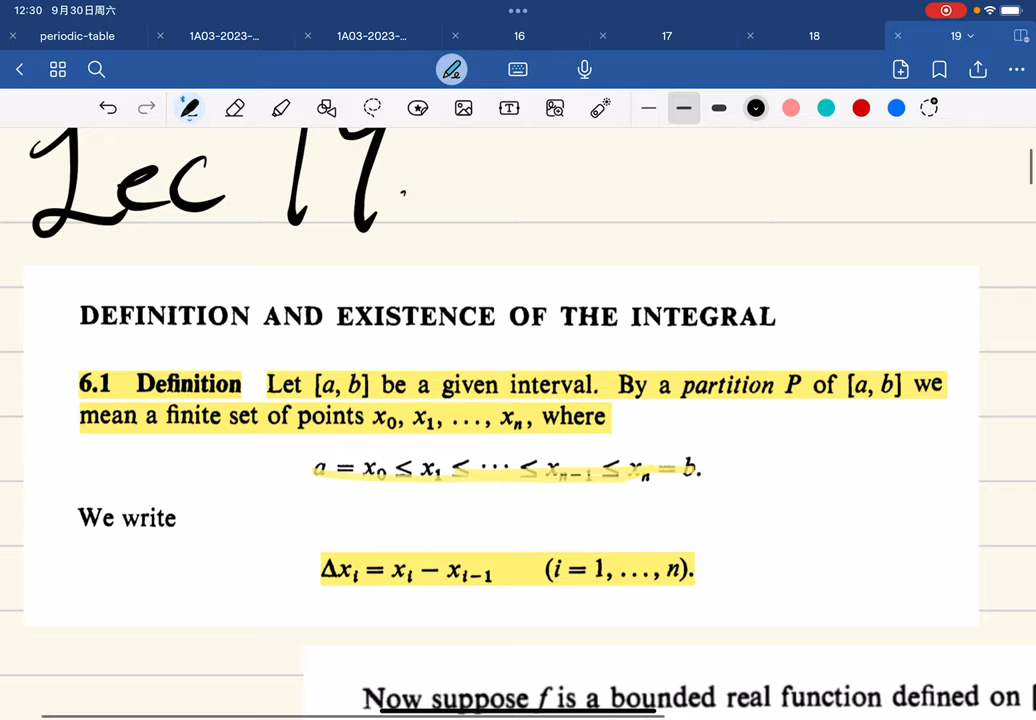 12:30 9月30日周六
periodic-table
1A03-2023-...
1A03-2023-...
16
17
18
19
Lec 19.
DEFINITION AND EXISTENCE OF THE INTEGRAL
6.1 Definition Let [a, b] be a given interval. By a partition P of [a, b] we
mean a finite set of points x₀, x₁, ..., xₙ, where
a = x₀ ≤ x₁ ≤ ··· ≤ xₙ₋₁ ≤ xₙ = b.
We write
Δxᵢ = xᵢ − xᵢ₋₁ (i = 1, ..., n).
Now suppose f is a bounded real function defined on [